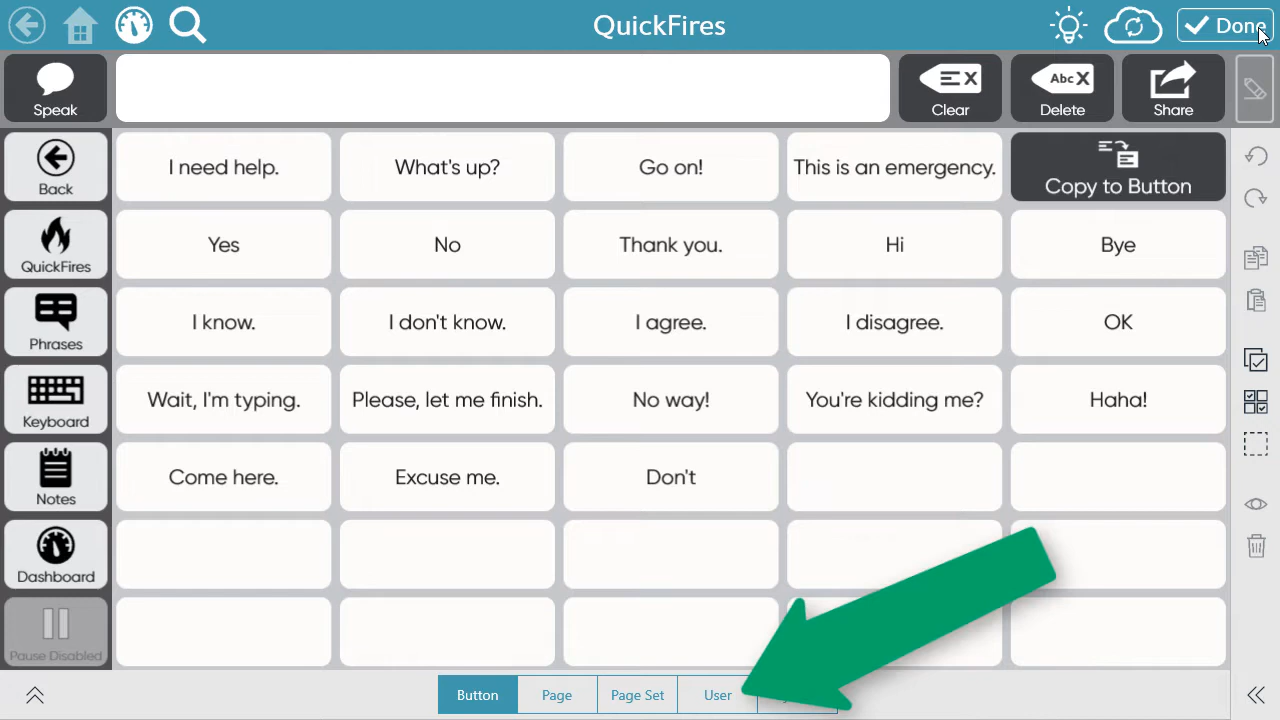 QuickFires
Done
Speak
Clear
Abc X
Delete
Share
Back
I need help.
What's up?
Go on!
This is an emergency.
Copy to Button
QuickFires
Yes
No
Thank you.
Hi
Bye
Phrases
I know.
I don't know.
I agree.
I disagree.
OK
Keyboard
Wait, I'm typing.
Please, let me finish.
No way!
You're kidding me?
Haha!
Notes
Come here.
Excuse me.
Don't
Dashboard
Pause Disabled
Button
Page
Page Set
User